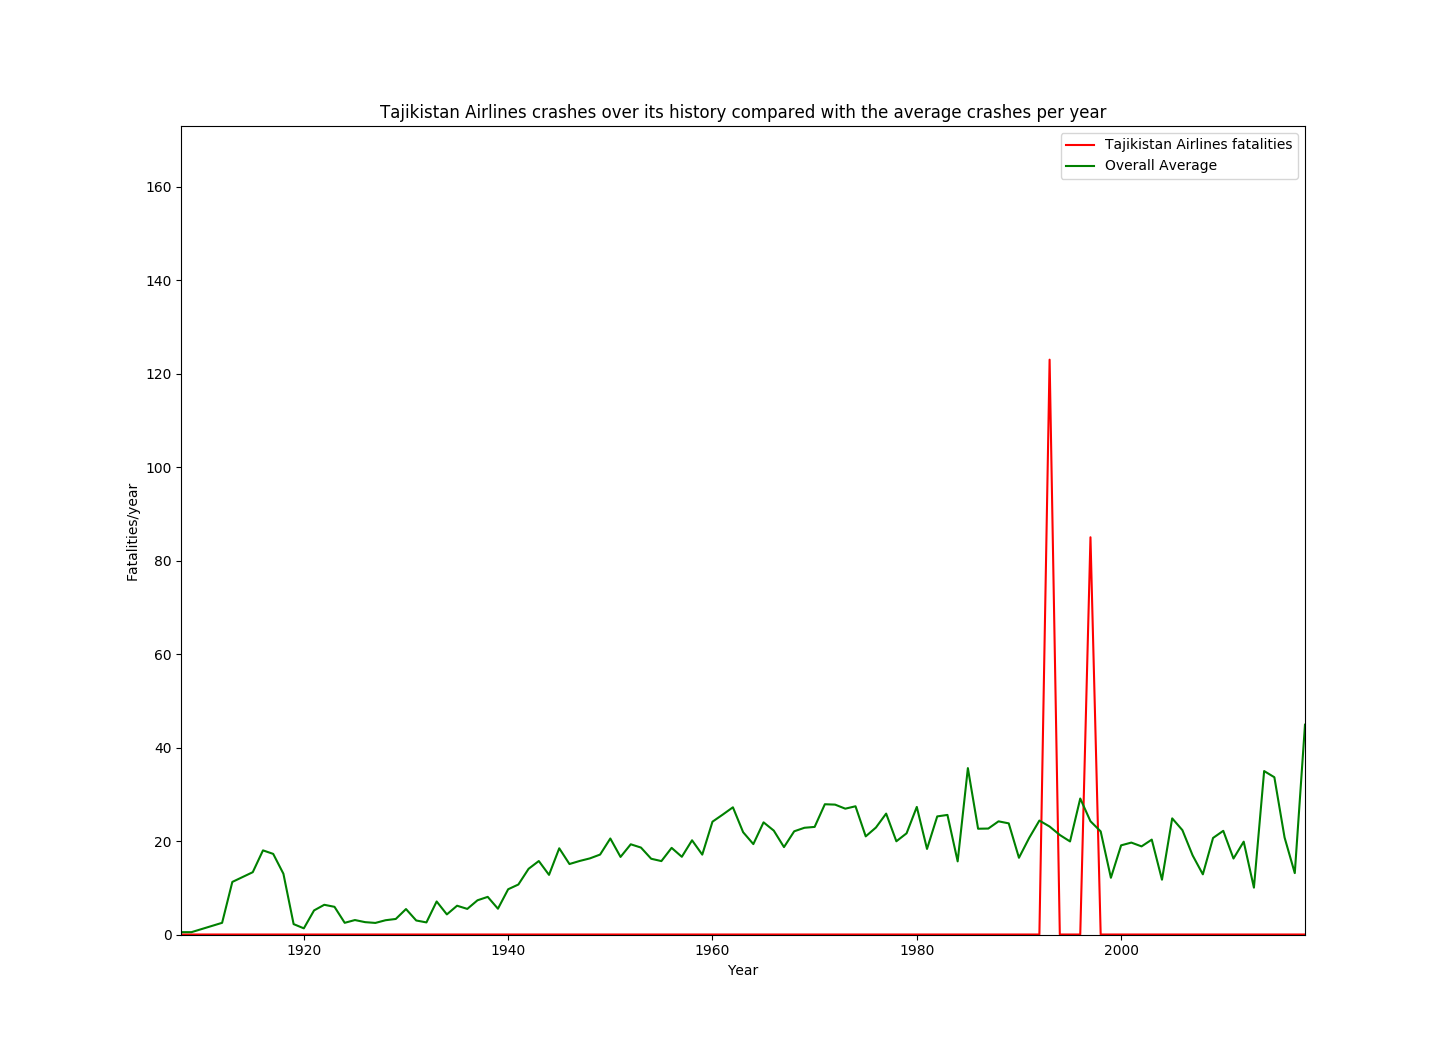 Tajikistan Airlines crashes over its history compared with the average crashes per year
Tajikistan Airlines fatalities
Overall Average
160
140
120
100
80
60
40
20
0
Fatalities/year
1920 1940 1960 1980 2000
Year